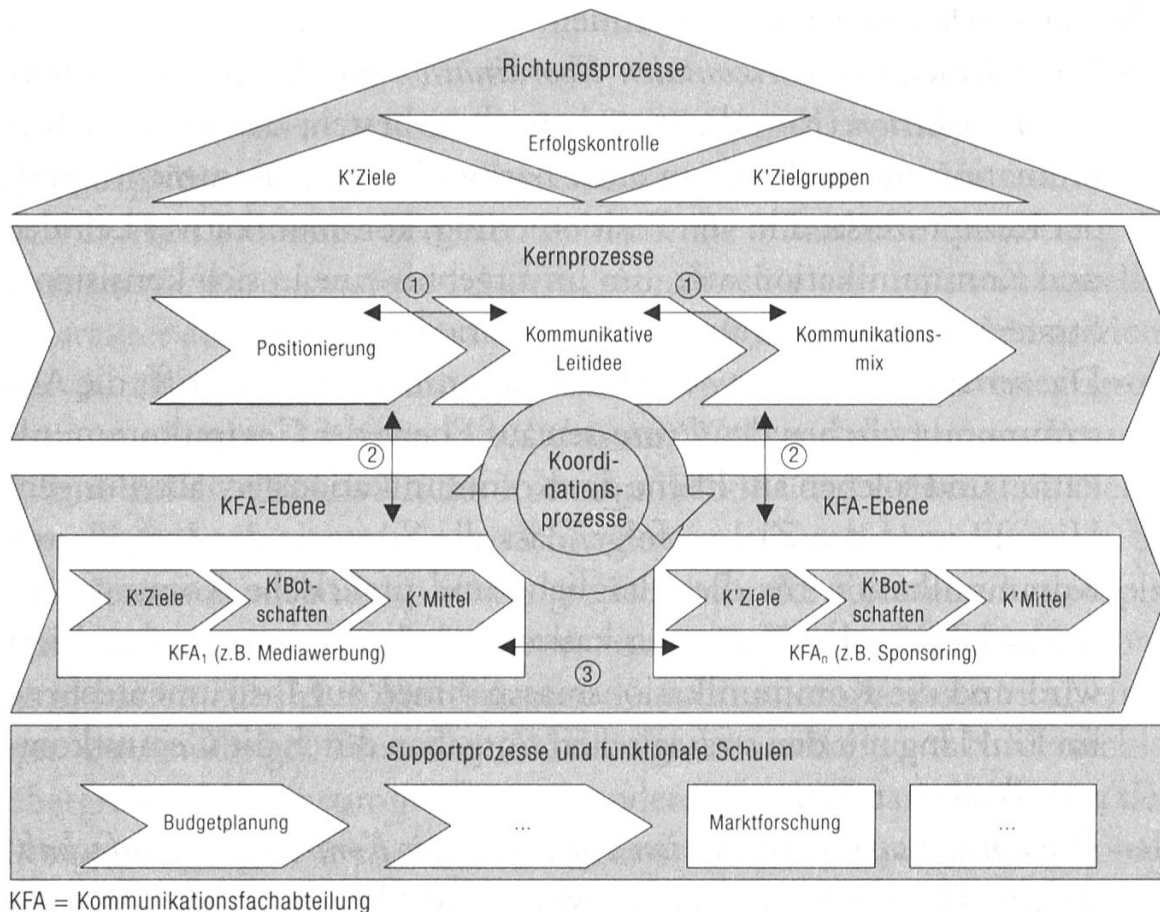 Richtungsprozesse
Erfolgskontrolle
K'Ziele
K'Zielgruppen
Kernprozesse
1
1
Positionierung
Kommunikative
Leitidee
Kommunikations-
mix
2
2
Koordi-
nations-
prozesse
KFA-Ebene
KFA-Ebene
K'Ziele
K'Bot-
schaften
K'Mittel
KFA₁ (z.B. Mediawerbung)
K'Ziele
K'Bot-
schaften
K'Mittel
KFAₙ (z.B. Sponsoring)
3
Supportprozesse und funktionale Schulen
Budgetplanung
...
Marktforschung
...
KFA = Kommunikationsfachabteilung